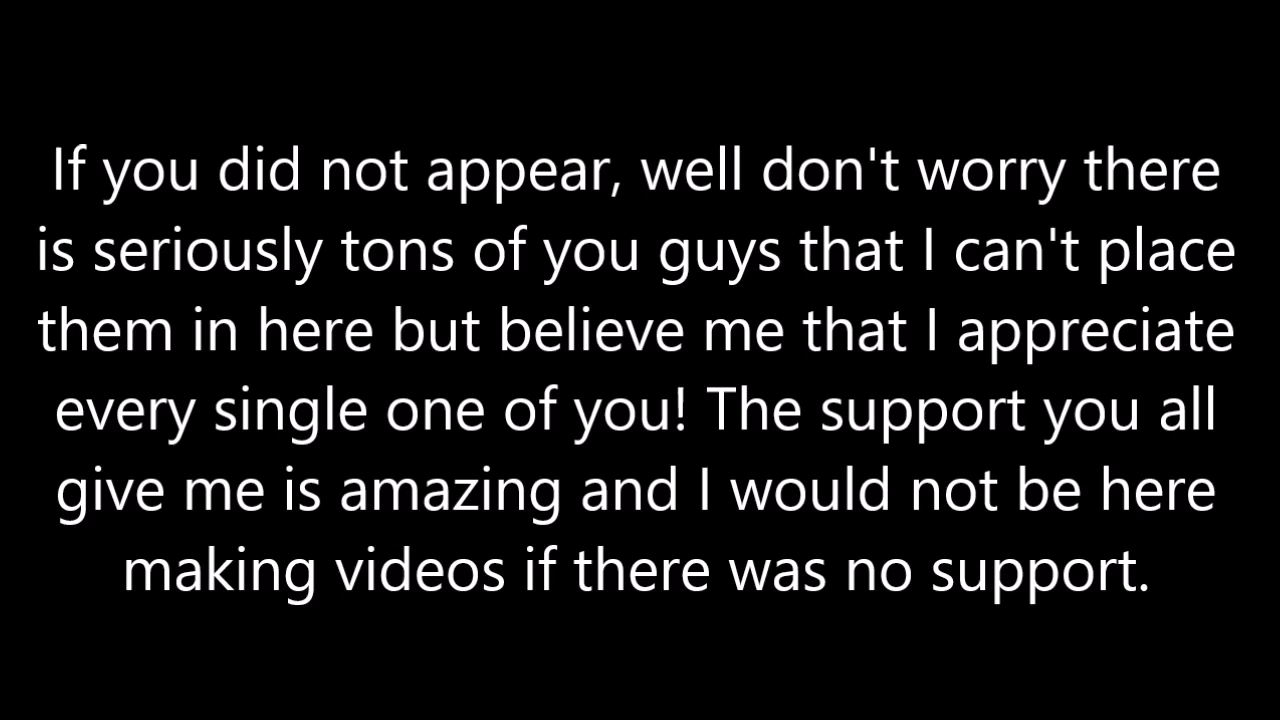 If you did not appear, well don't worry there
is seriously tons of you guys that I can't place
them in here but believe me that I appreciate
every single one of you! The support you all
give me is amazing and I would not be here
making videos if there was no support.